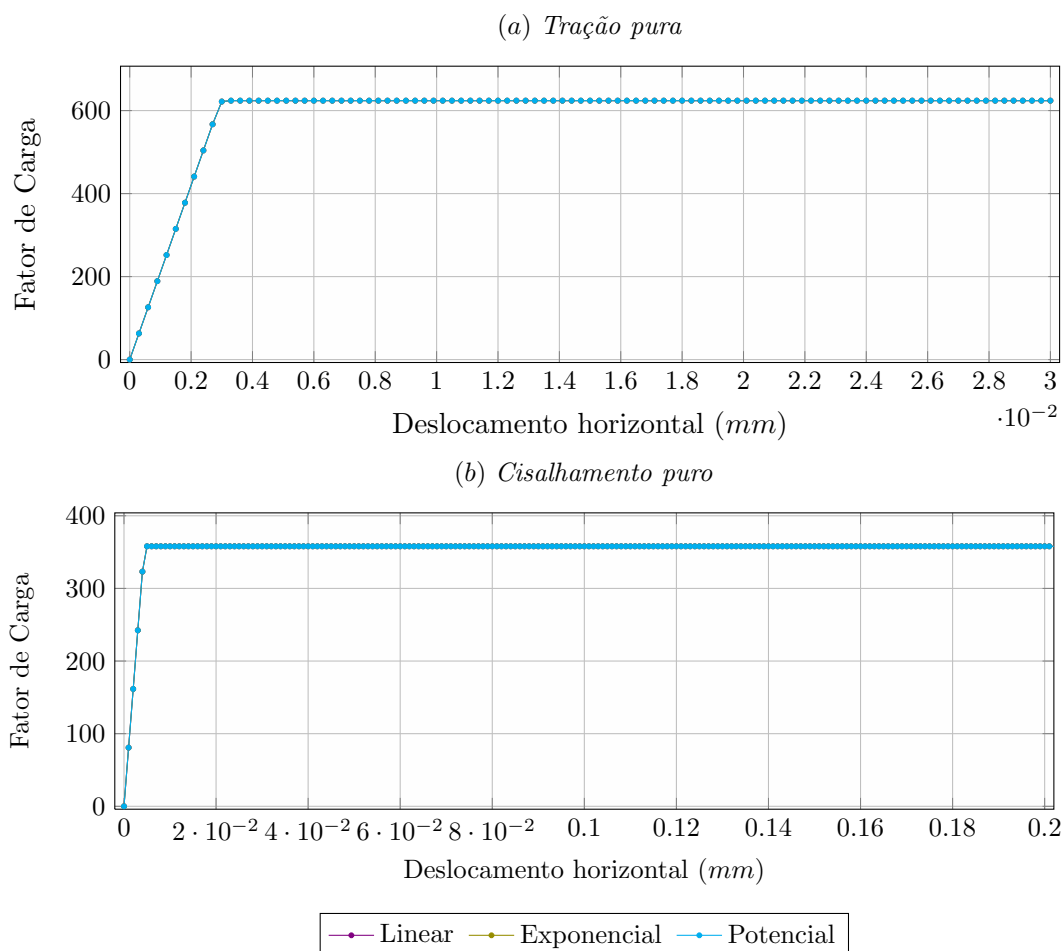 (a) Tração pura
600
400
200
0
Fator de Carga
0 0.2 0.4 0.6 0.8 1 1.2 1.4 1.6 1.8 2 2.2 2.4 2.6 2.8 3
·10⁻²
Deslocamento horizontal (mm)
(b) Cisalhamento puro
400
300
200
100
0
Fator de Carga
0 2 · 10⁻² 4 · 10⁻² 6 · 10⁻² 8 · 10⁻² 0.1 0.12 0.14 0.16 0.18 0.2
Deslocamento horizontal (mm)
Linear Exponencial Potencial